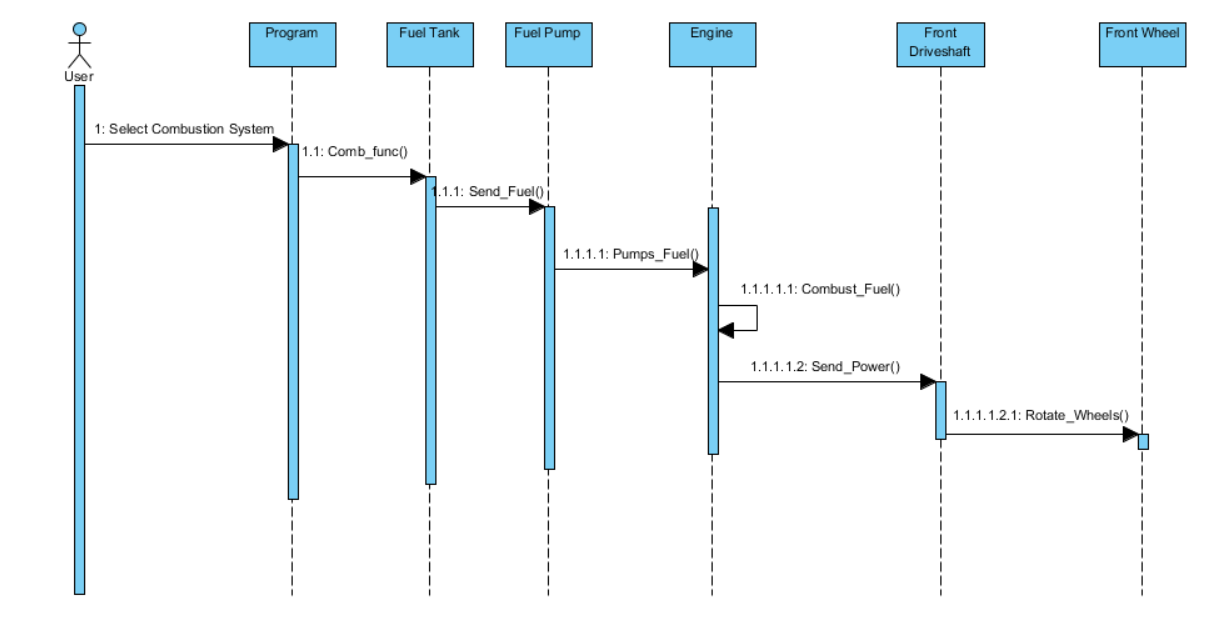 Program
Fuel Tank
Fuel Pump
Engine
Front
Driveshaft
Front Wheel
User
1: Select Combustion System
1.1: Comb_func()
1.1.1: Send_Fuel()
1.1.1.1: Pumps_Fuel()
1.1.1.1.1: Combust_Fuel()
1.1.1.1.2: Send_Power()
1.1.1.1.2.1: Rotate_Wheels()